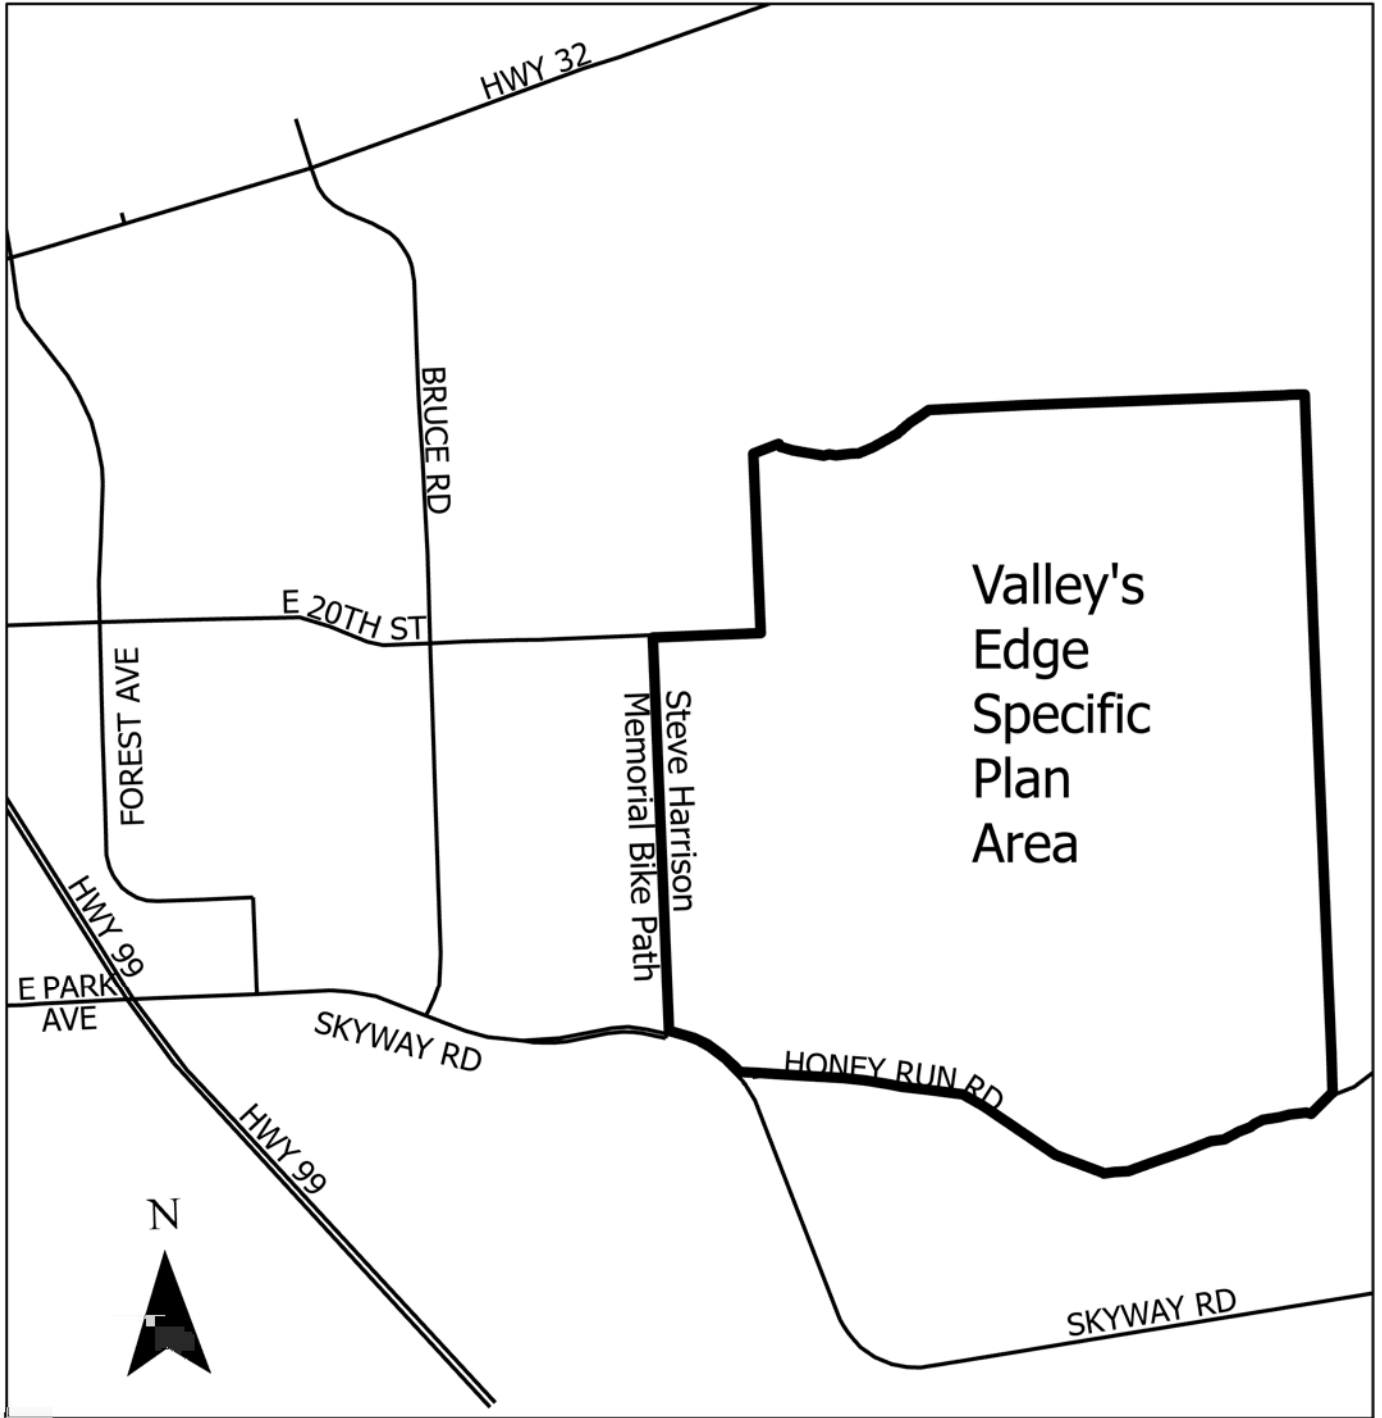 HWY 32
BRUCE RD
E 20TH ST
FOREST AVE
Valley's
Edge
Specific
Plan
Area
Steve Harrison
Memorial Bike Path
HWY 99
E PARK
AVE
SKYWAY RD
HONEY RUN RD
HWY 99
N
SKYWAY RD